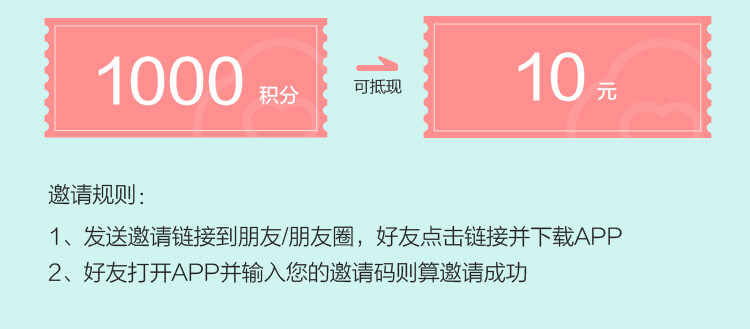 1000 积分
可抵现
10 元
邀请规则：
1、发送邀请链接到朋友/朋友圈，好友点击链接并下载APP
2、好友打开APP并输入您的邀请码则算邀请成功